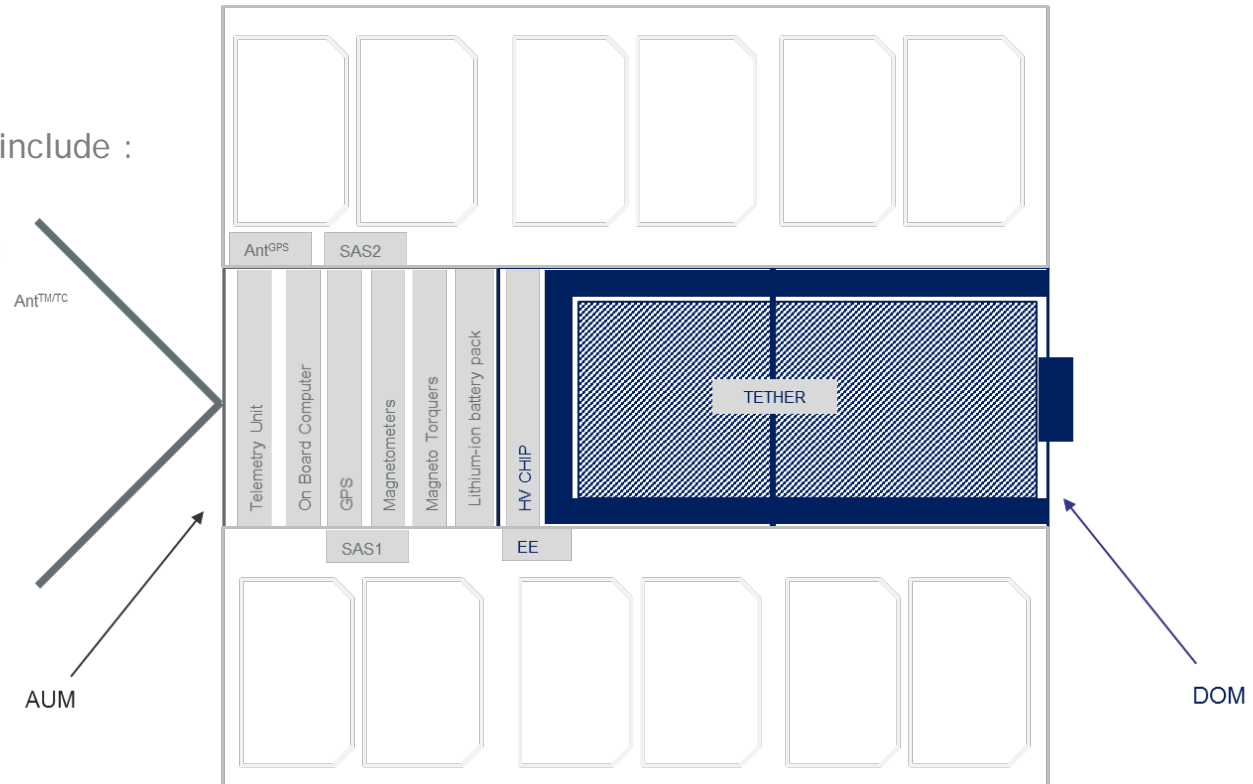 include :
Ant^GPS
SAS2
Ant^TM/TC
Telemetry Unit
On Board Computer
GPS
Magnetometers
Magneto Torquers
Lithium-ion battery pack
HV CHIP
TETHER
SAS1
EE
AUM
DOM